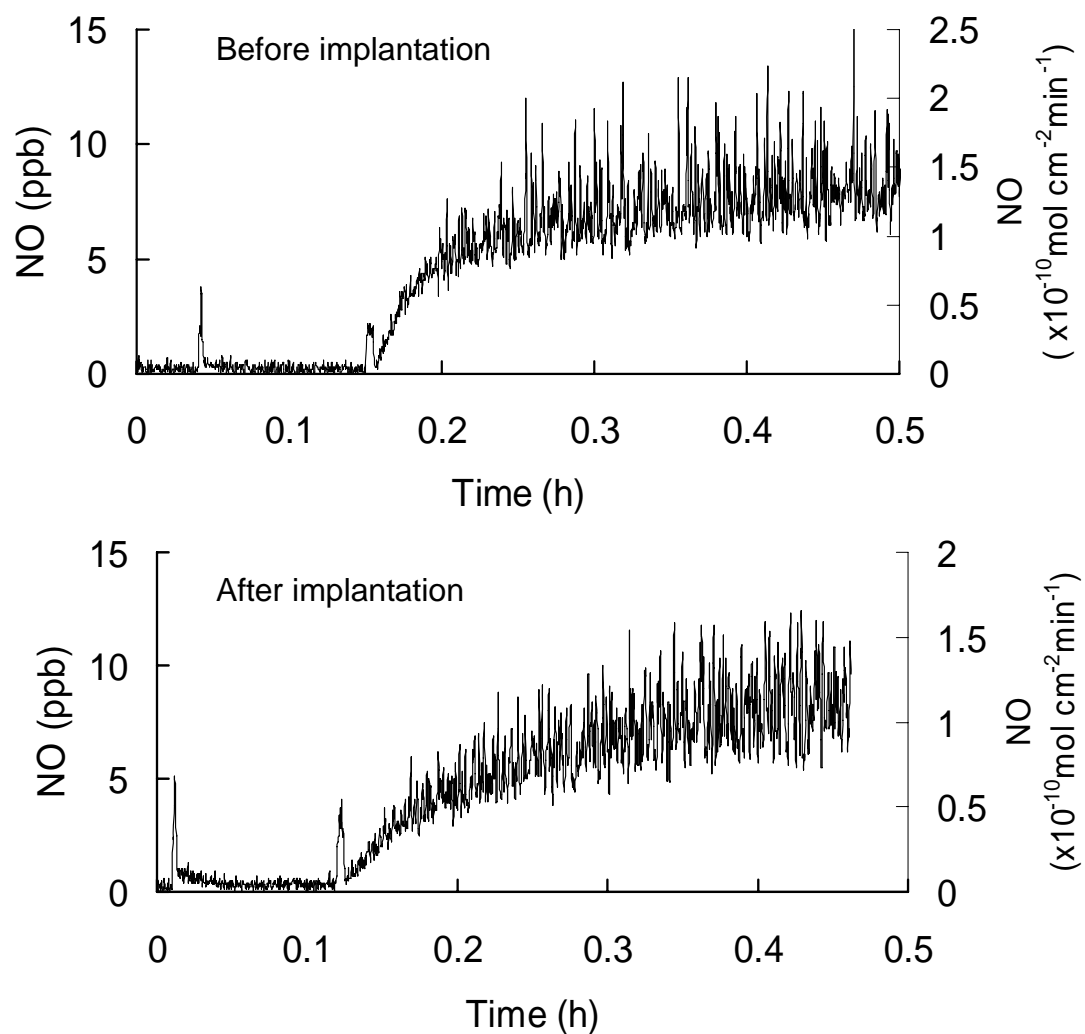 Before implantation
15
10
5
0
NO (ppb)
2.5
2
1.5
1
0.5
0
NO
( x10⁻¹⁰mol cm⁻²min⁻¹)
0 0.1 0.2 0.3 0.4 0.5
Time (h)
After implantation
15
10
5
0
NO (ppb)
2
1.5
1
0.5
0
NO
(x10⁻¹⁰mol cm⁻²min⁻¹)
0 0.1 0.2 0.3 0.4 0.5
Time (h)